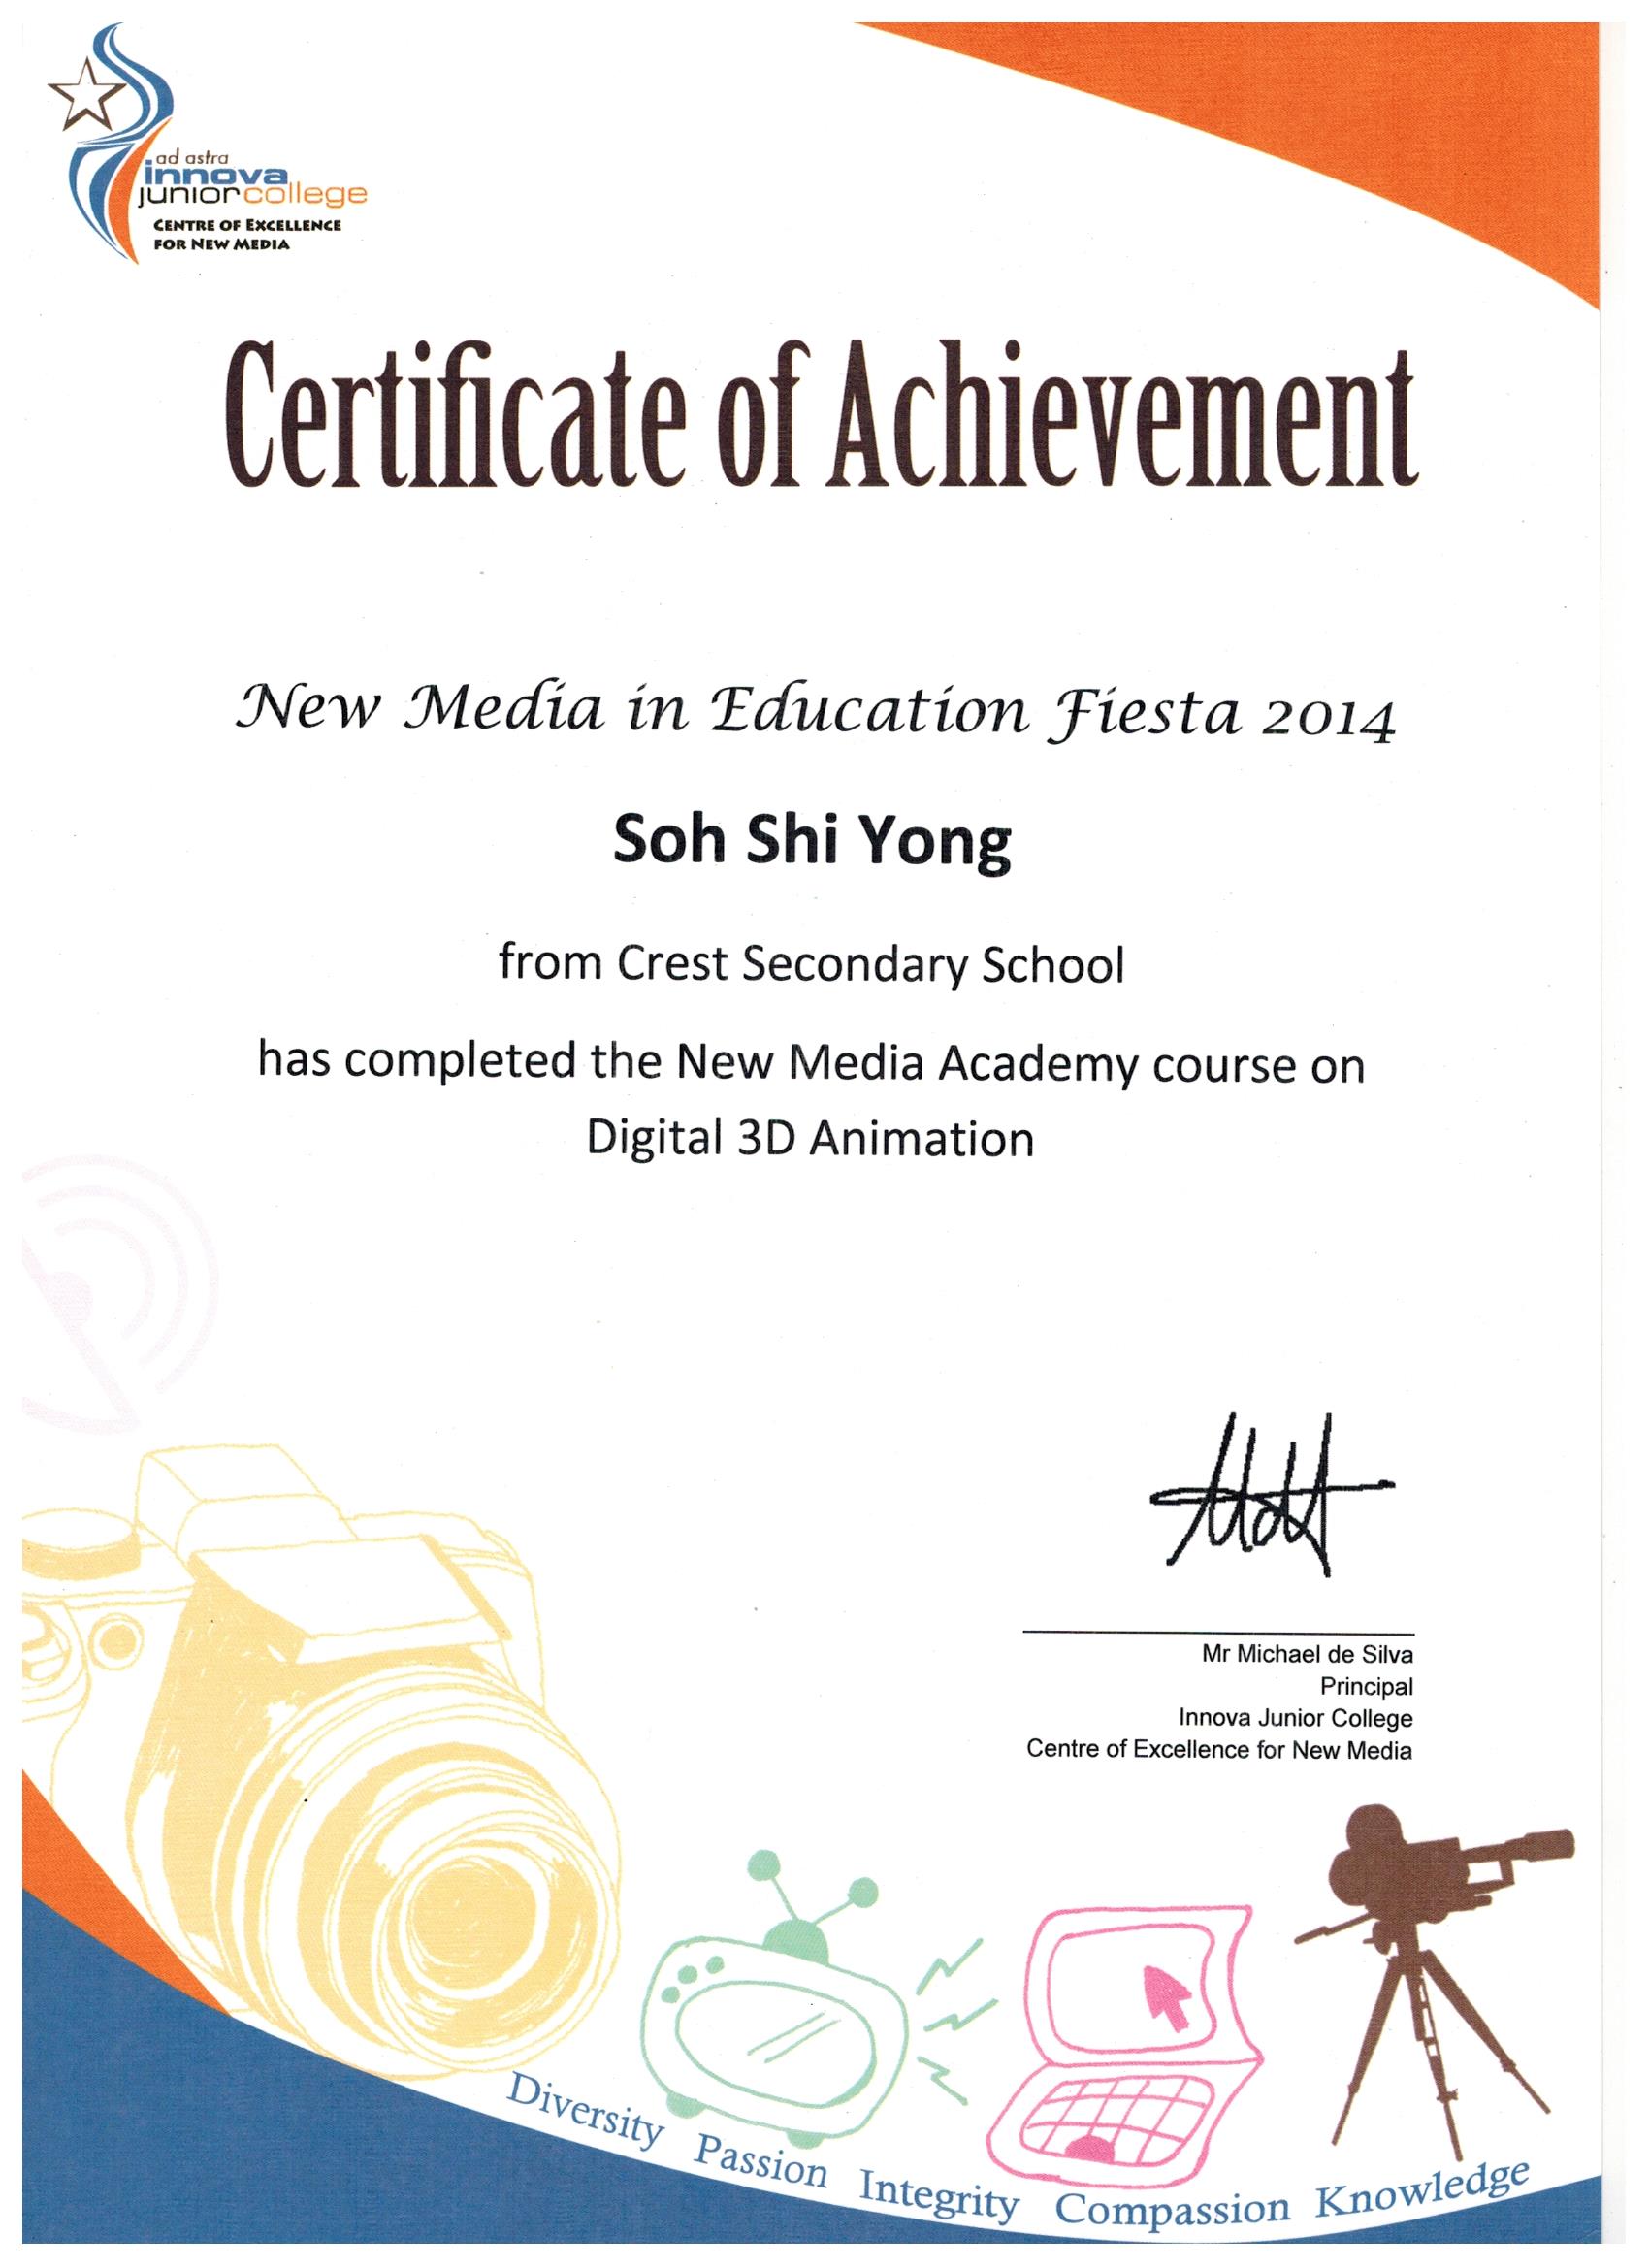 ad astra
innova
juniorcollege
CENTRE OF EXCELLENCE
FOR NEW MEDIA
Certificate of Achievement
New Media in Education Fiesta 2014
Soh Shi Yong
from Crest Secondary School
has completed the New Media Academy course on
Digital 3D Animation
Mr Michael de Silva
Principal
Innova Junior College
Centre of Excellence for New Media
Diversity Passion Integrity Compassion Knowledge